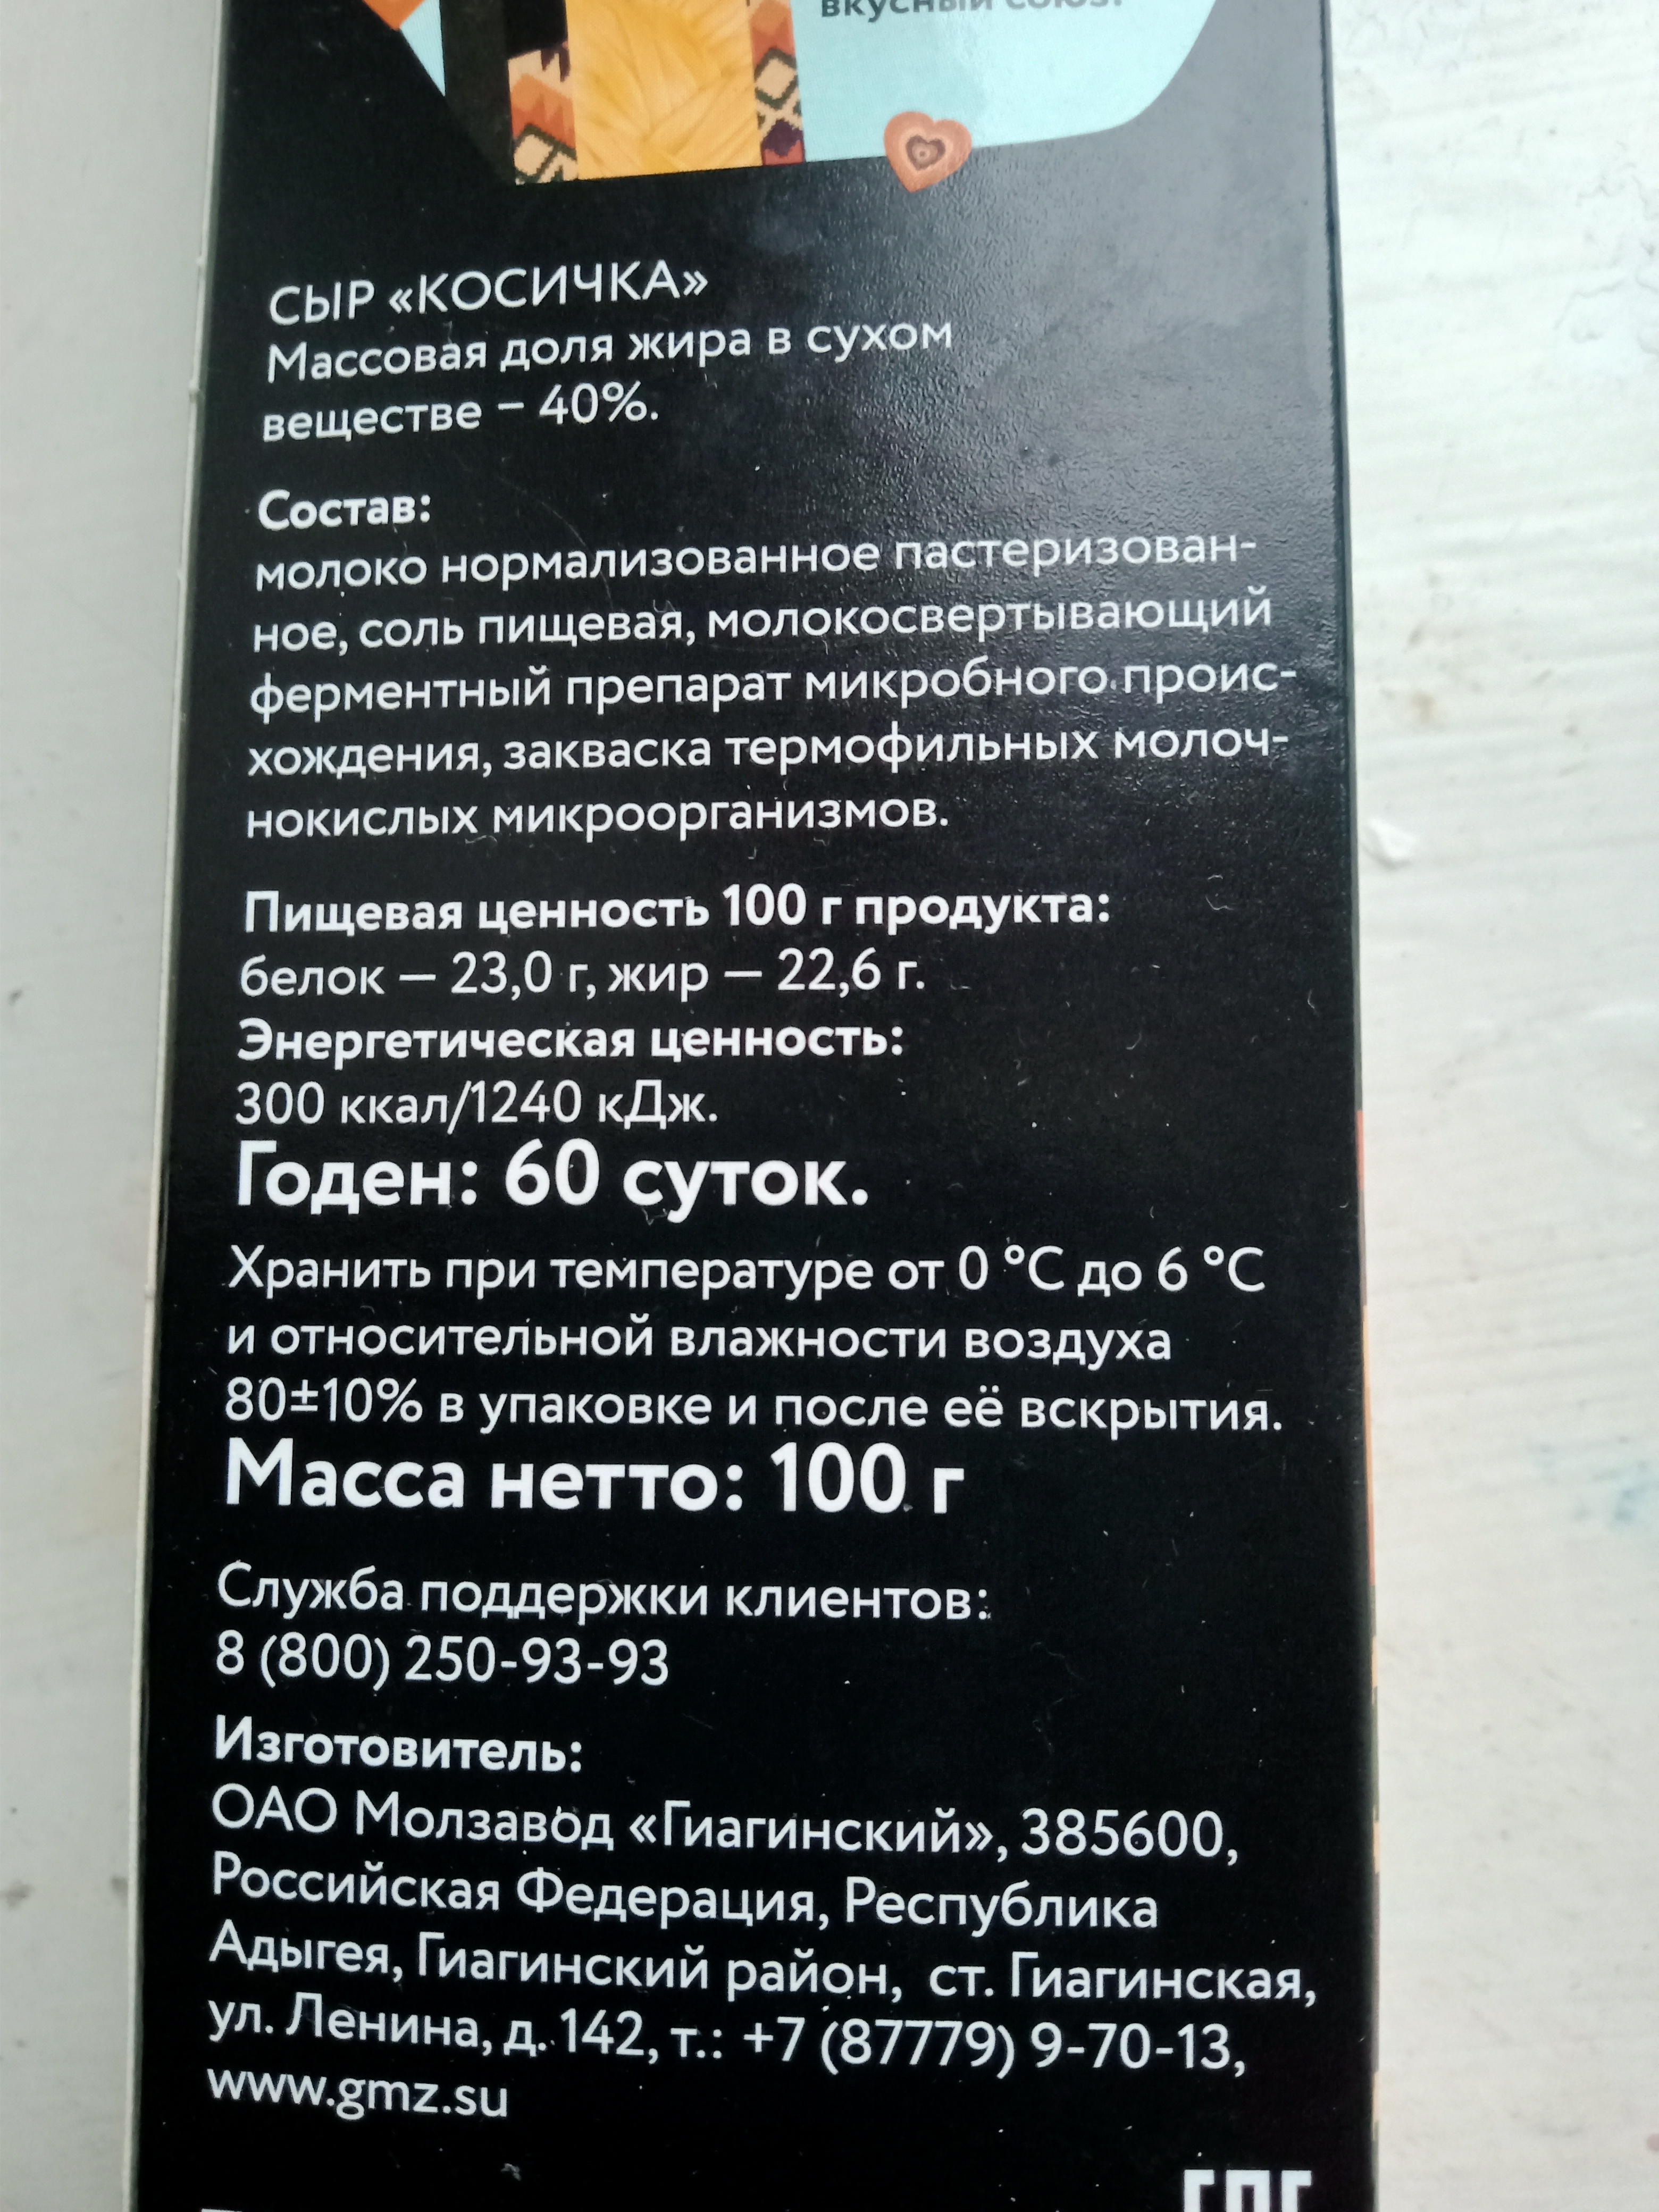 вкусный союз.
СЫР «КОСИЧКА»
Массовая доля жира в сухом
веществе – 40%.
Состав:
молоко нормализованное пастеризован-
ное, соль пищевая, молокосвертывающий
ферментный препарат микробного проис-
хождения, закваска термофильных молоч-
нокислых микроорганизмов.
Пищевая ценность 100 г продукта:
белок — 23,0 г, жир — 22,6 г.
Энергетическая ценность:
300 ккал/1240 кДж.
Годен: 60 суток.
Хранить при температуре от 0 °C до 6 °C
и относительной влажности воздуха
80±10% в упаковке и после её вскрытия.
Масса нетто: 100 г
Служба поддержки клиентов:
8 (800) 250-93-93
Изготовитель:
ОАО Молзавод «Гиагинский», 385600,
Российская Федерация, Республика
Адыгея, Гиагинский район, ст. Гиагинская,
ул. Ленина, д. 142, т.: +7 (87779) 9-70-13,
www.gmz.su